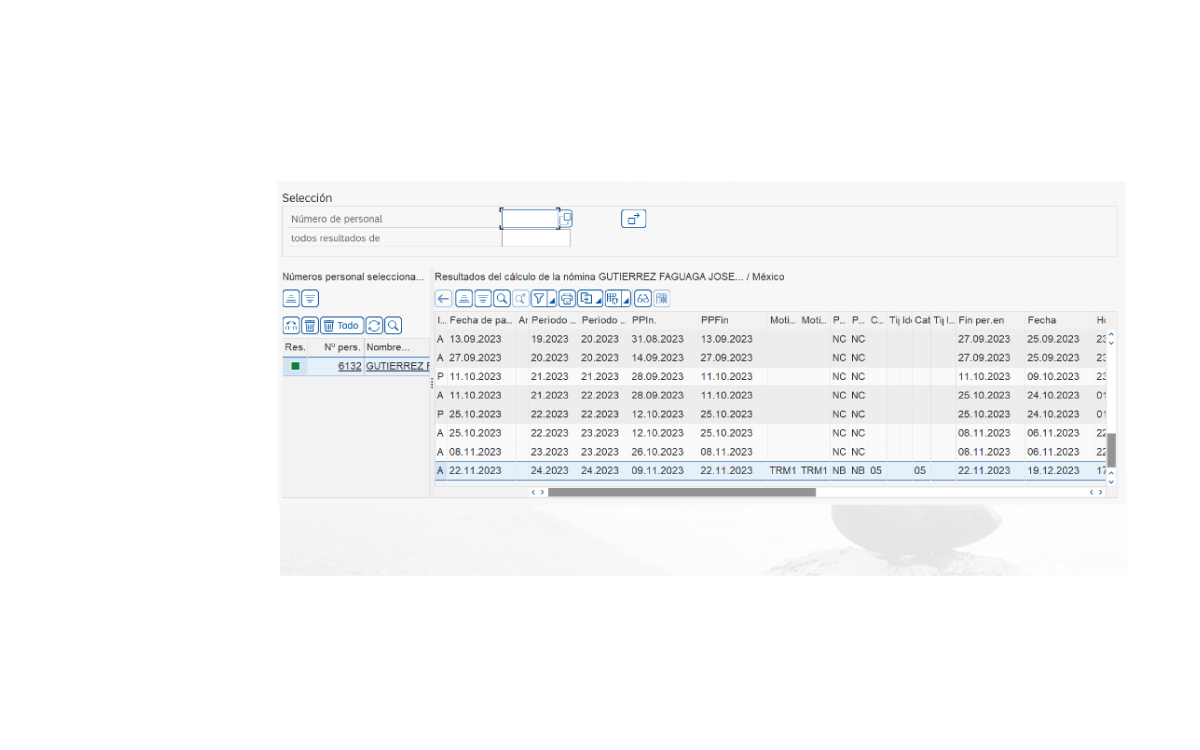 Selección
Número de personal
todos resultados de
Números personal selecciona...
Todo
Res. Nº pers. Nombre...
6132 GUTIERREZ F
Resultados del cálculo de la nómina GUTIERREZ FAGUAGA JOSE... / México
I... Fecha de pa... Ar Periodo ... Periodo ... PPIn. PPFin Moti... Moti... P... P... C... Tip Id Cat Tip I... Fin per.en Fecha Ho
A 13.09.2023 19.2023 20.2023 31.08.2023 13.09.2023 NC NC 27.09.2023 25.09.2023 23
A 27.09.2023 20.2023 20.2023 14.09.2023 27.09.2023 NC NC 27.09.2023 25.09.2023 23
P 11.10.2023 21.2023 21.2023 28.09.2023 11.10.2023 NC NC 11.10.2023 09.10.2023 23
A 11.10.2023 21.2023 22.2023 28.09.2023 11.10.2023 NC NC 25.10.2023 24.10.2023 01
P 25.10.2023 22.2023 22.2023 12.10.2023 25.10.2023 NC NC 25.10.2023 24.10.2023 01
A 25.10.2023 22.2023 23.2023 12.10.2023 25.10.2023 NC NC 08.11.2023 06.11.2023 22
A 08.11.2023 23.2023 23.2023 26.10.2023 08.11.2023 NC NC 08.11.2023 06.11.2023 22
A 22.11.2023 24.2023 24.2023 09.11.2023 22.11.2023 TRM1 TRM1 NB NB 05 05 22.11.2023 19.12.2023 17